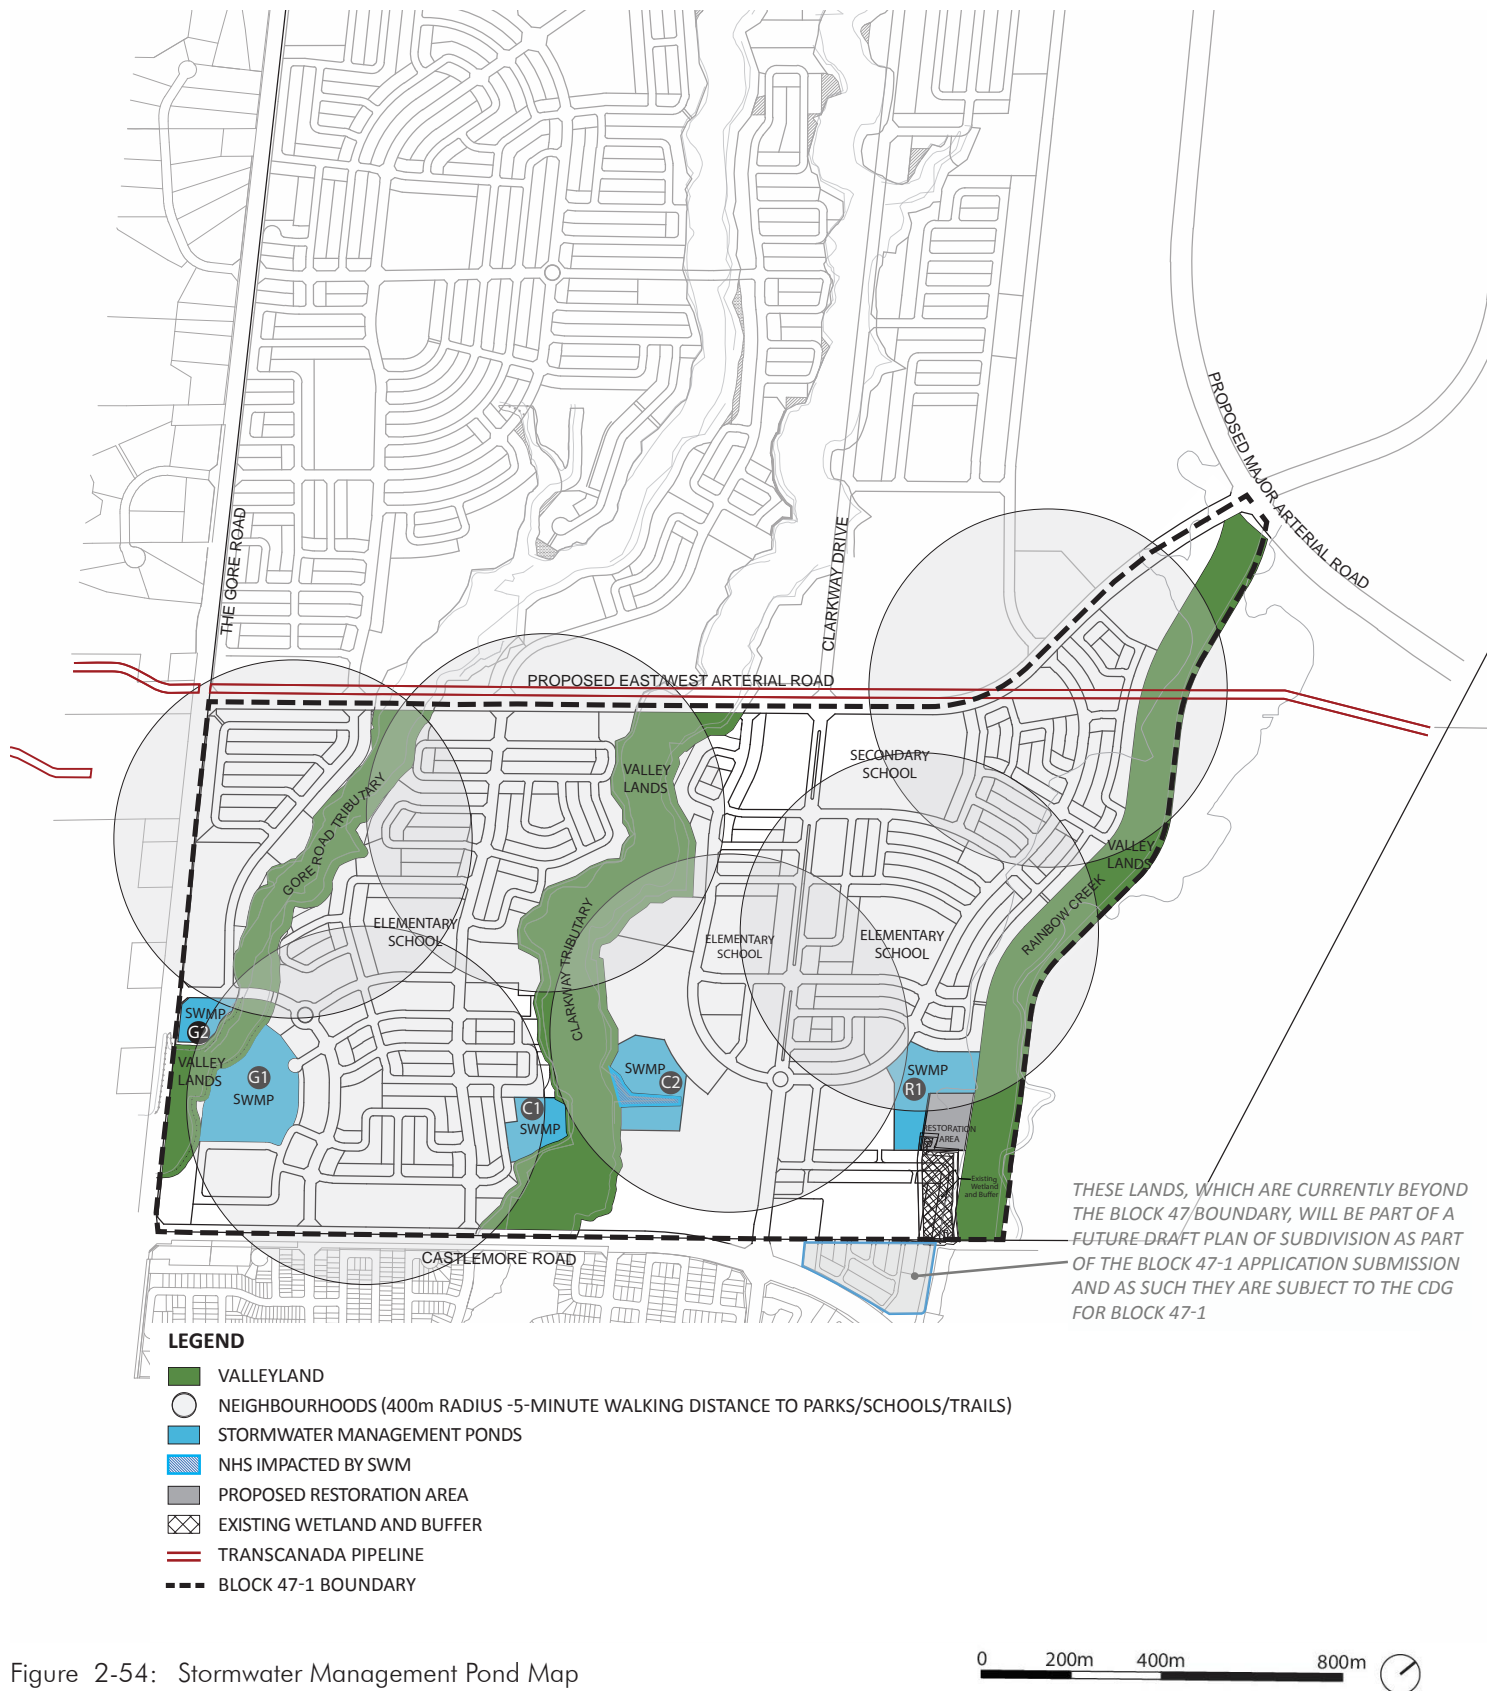 PROPOSED MAJOR ARTERIAL ROAD
THE GORE ROAD
CLARKWAY DRIVE
PROPOSED EAST/WEST ARTERIAL ROAD
SECONDARY
SCHOOL
VALLEY
LANDS
GORE ROAD TRIBUTARY
VALLEY
LANDS
RAINBOW CREEK
ELEMENTARY
SCHOOL
CLARKWAY TRIBUTARY
ELEMENTARY
SCHOOL
ELEMENTARY
SCHOOL
SWMP
G2
VALLEY
LANDS
G1
SWMP
C1
SWMP
SWMP
C2
SWMP
R1
RESTORATION
AREA
Existing
Wetland
and Buffer
CASTLEMORE ROAD
THESE LANDS, WHICH ARE CURRENTLY BEYOND
THE BLOCK 47 BOUNDARY, WILL BE PART OF A
FUTURE DRAFT PLAN OF SUBDIVISION AS PART
OF THE BLOCK 47-1 APPLICATION SUBMISSION
AND AS SUCH THEY ARE SUBJECT TO THE CDG
FOR BLOCK 47-1
LEGEND
VALLEYLAND
NEIGHBOURHOODS (400m RADIUS -5-MINUTE WALKING DISTANCE TO PARKS/SCHOOLS/TRAILS)
STORMWATER MANAGEMENT PONDS
NHS IMPACTED BY SWM
PROPOSED RESTORATION AREA
EXISTING WETLAND AND BUFFER
TRANSCANADA PIPELINE
BLOCK 47-1 BOUNDARY
Figure 2-54: Stormwater Management Pond Map
0 200m 400m 800m